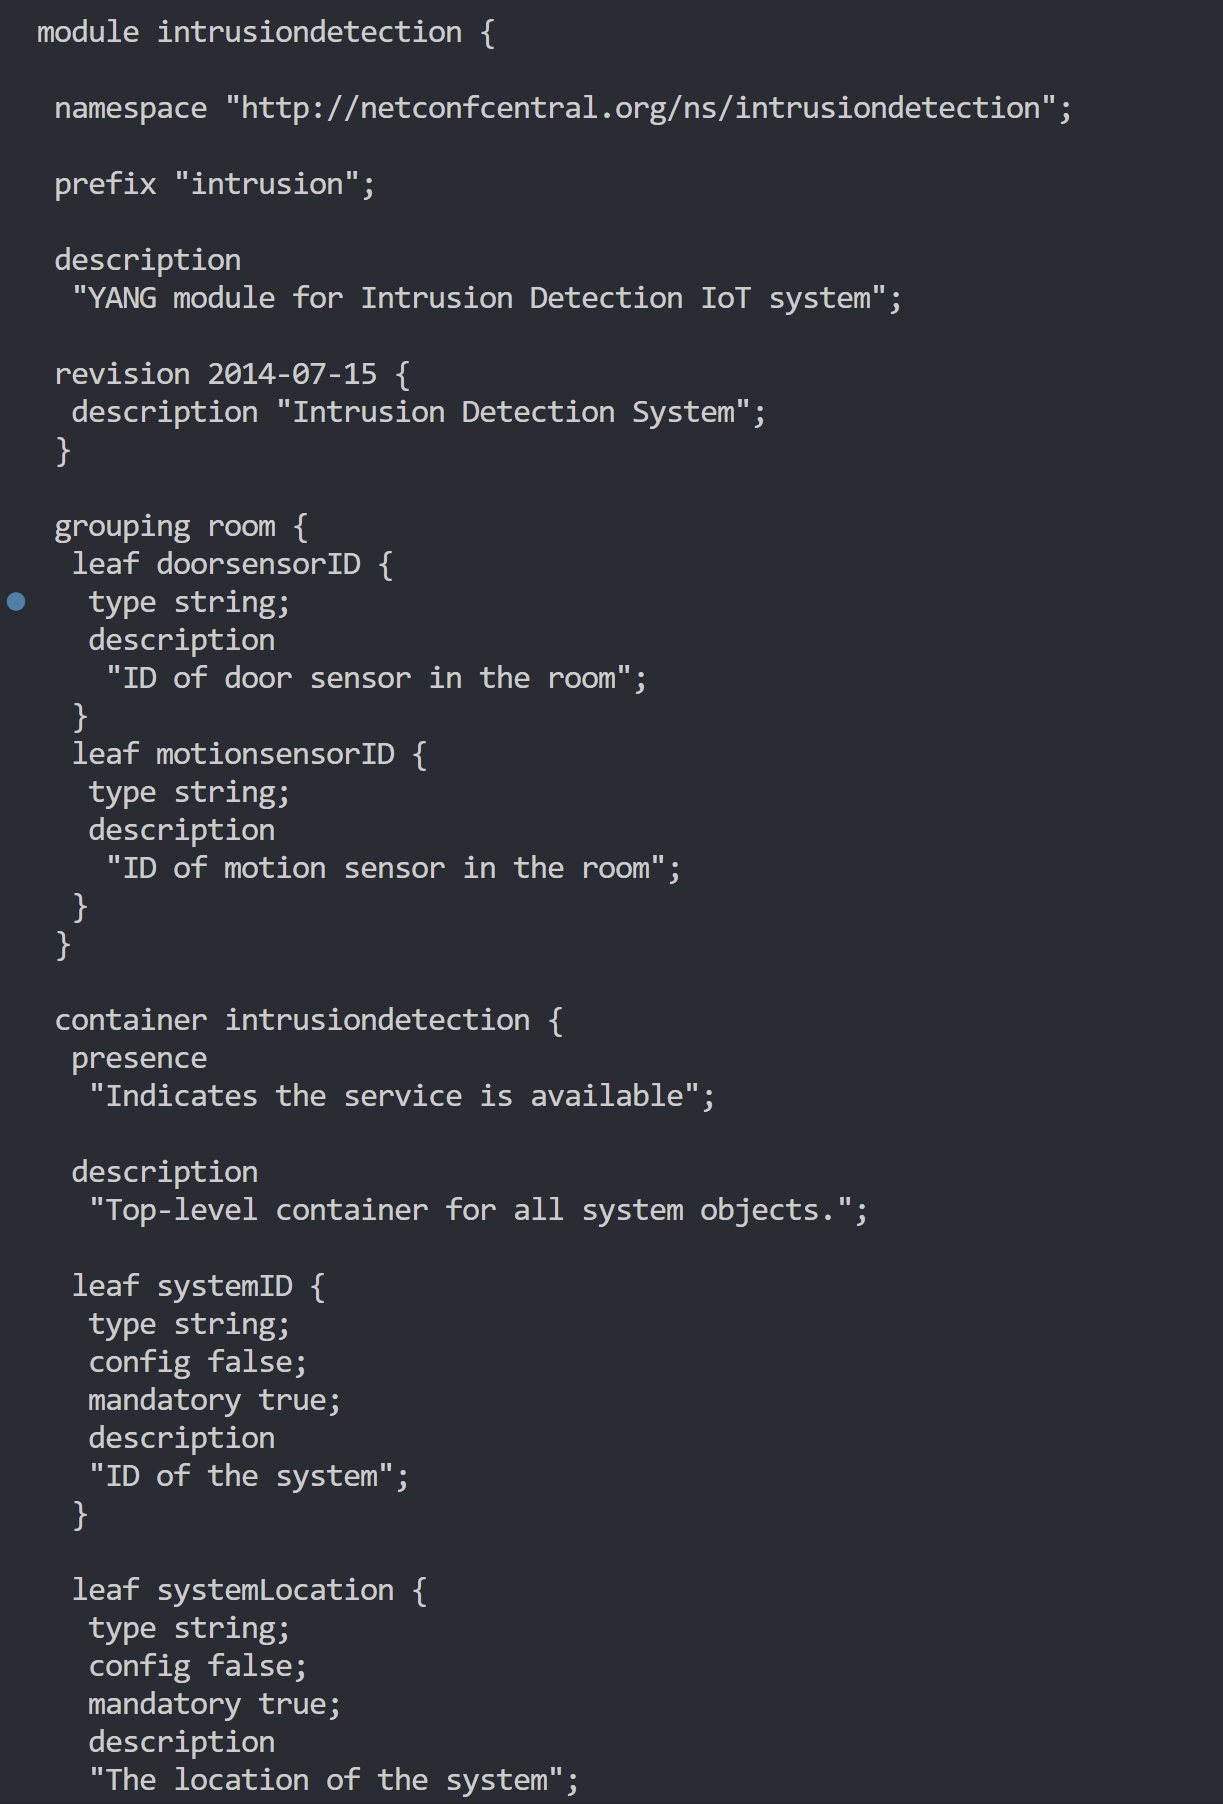 module intrusiondetection {
namespace "http://netconfcentral.org/ns/intrusiondetection";
prefix "intrusion";
description
"YANG module for Intrusion Detection IoT system";
revision 2014-07-15 {
description "Intrusion Detection System";
}
grouping room {
leaf doorsensorID {
type string;
description
"ID of door sensor in the room";
}
leaf motionsensorID {
type string;
description
"ID of motion sensor in the room";
}
}
container intrusiondetection {
presence
"Indicates the service is available";
description
"Top-level container for all system objects.";
leaf systemID {
type string;
config false;
mandatory true;
description
"ID of the system";
}
leaf systemLocation {
type string;
config false;
mandatory true;
description
"The location of the system";